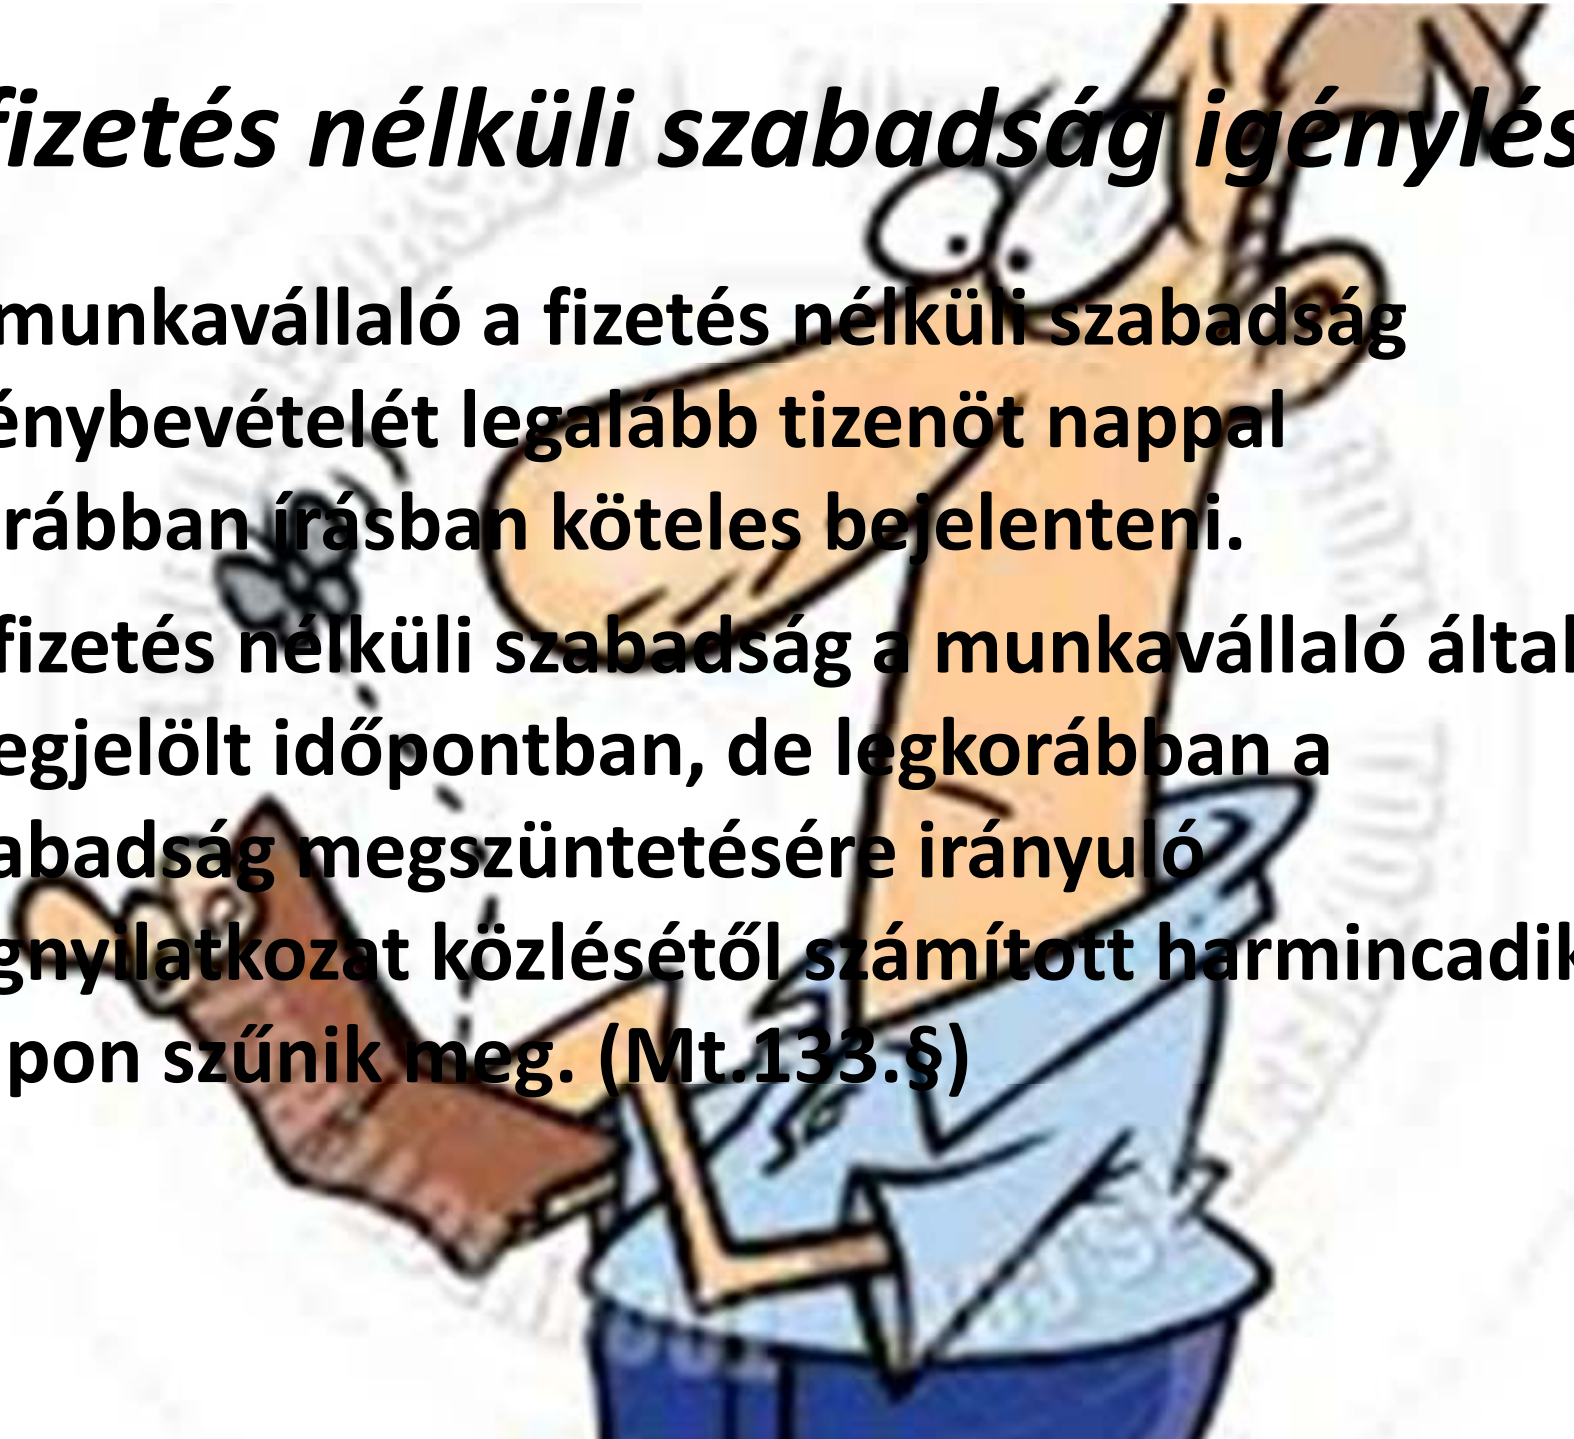 fizetés nélküli szabadság igénylés
munkavállaló a fizetés nélküli szabadság
énybevételét legalább tizenöt nappal
rábban írásban köteles bejelenteni.
fizetés nélküli szabadság a munkavállaló által
egjelölt időpontban, de legkorábban a
abadság megszüntetésére irányuló
gnyilatkozat közlésétől számított harmincadik
pon szűnik meg. (Mt.133.§)